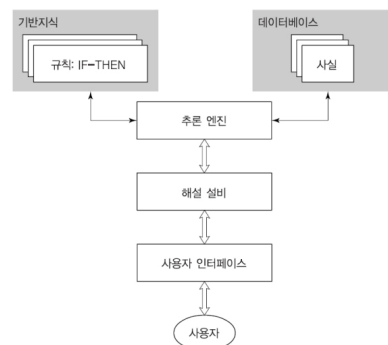 기반지식
데이터베이스
규칙: IF-THEN
사실
추론 엔진
해설 설비
사용자 인터페이스
사용자